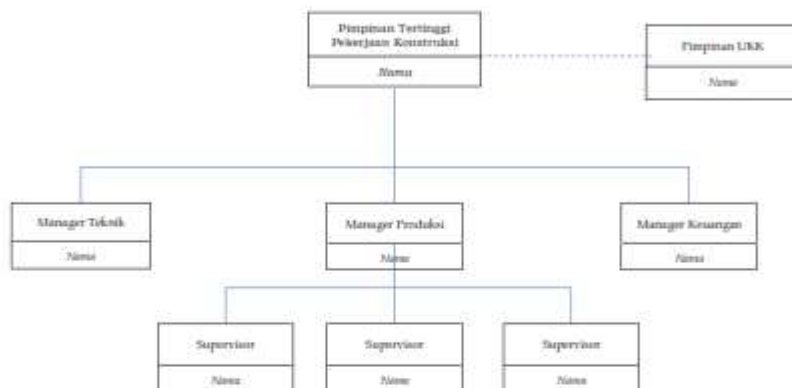 Pimpinan Tertinggi
Pekerjaan Konstruksi
Nama
Pimpinan UKK
Nama
Manager Teknik
Nama
Manager Produksi
Nama
Manager Keuangan
Nama
Supervisor
Nama
Supervisor
Nama
Supervisor
Nama